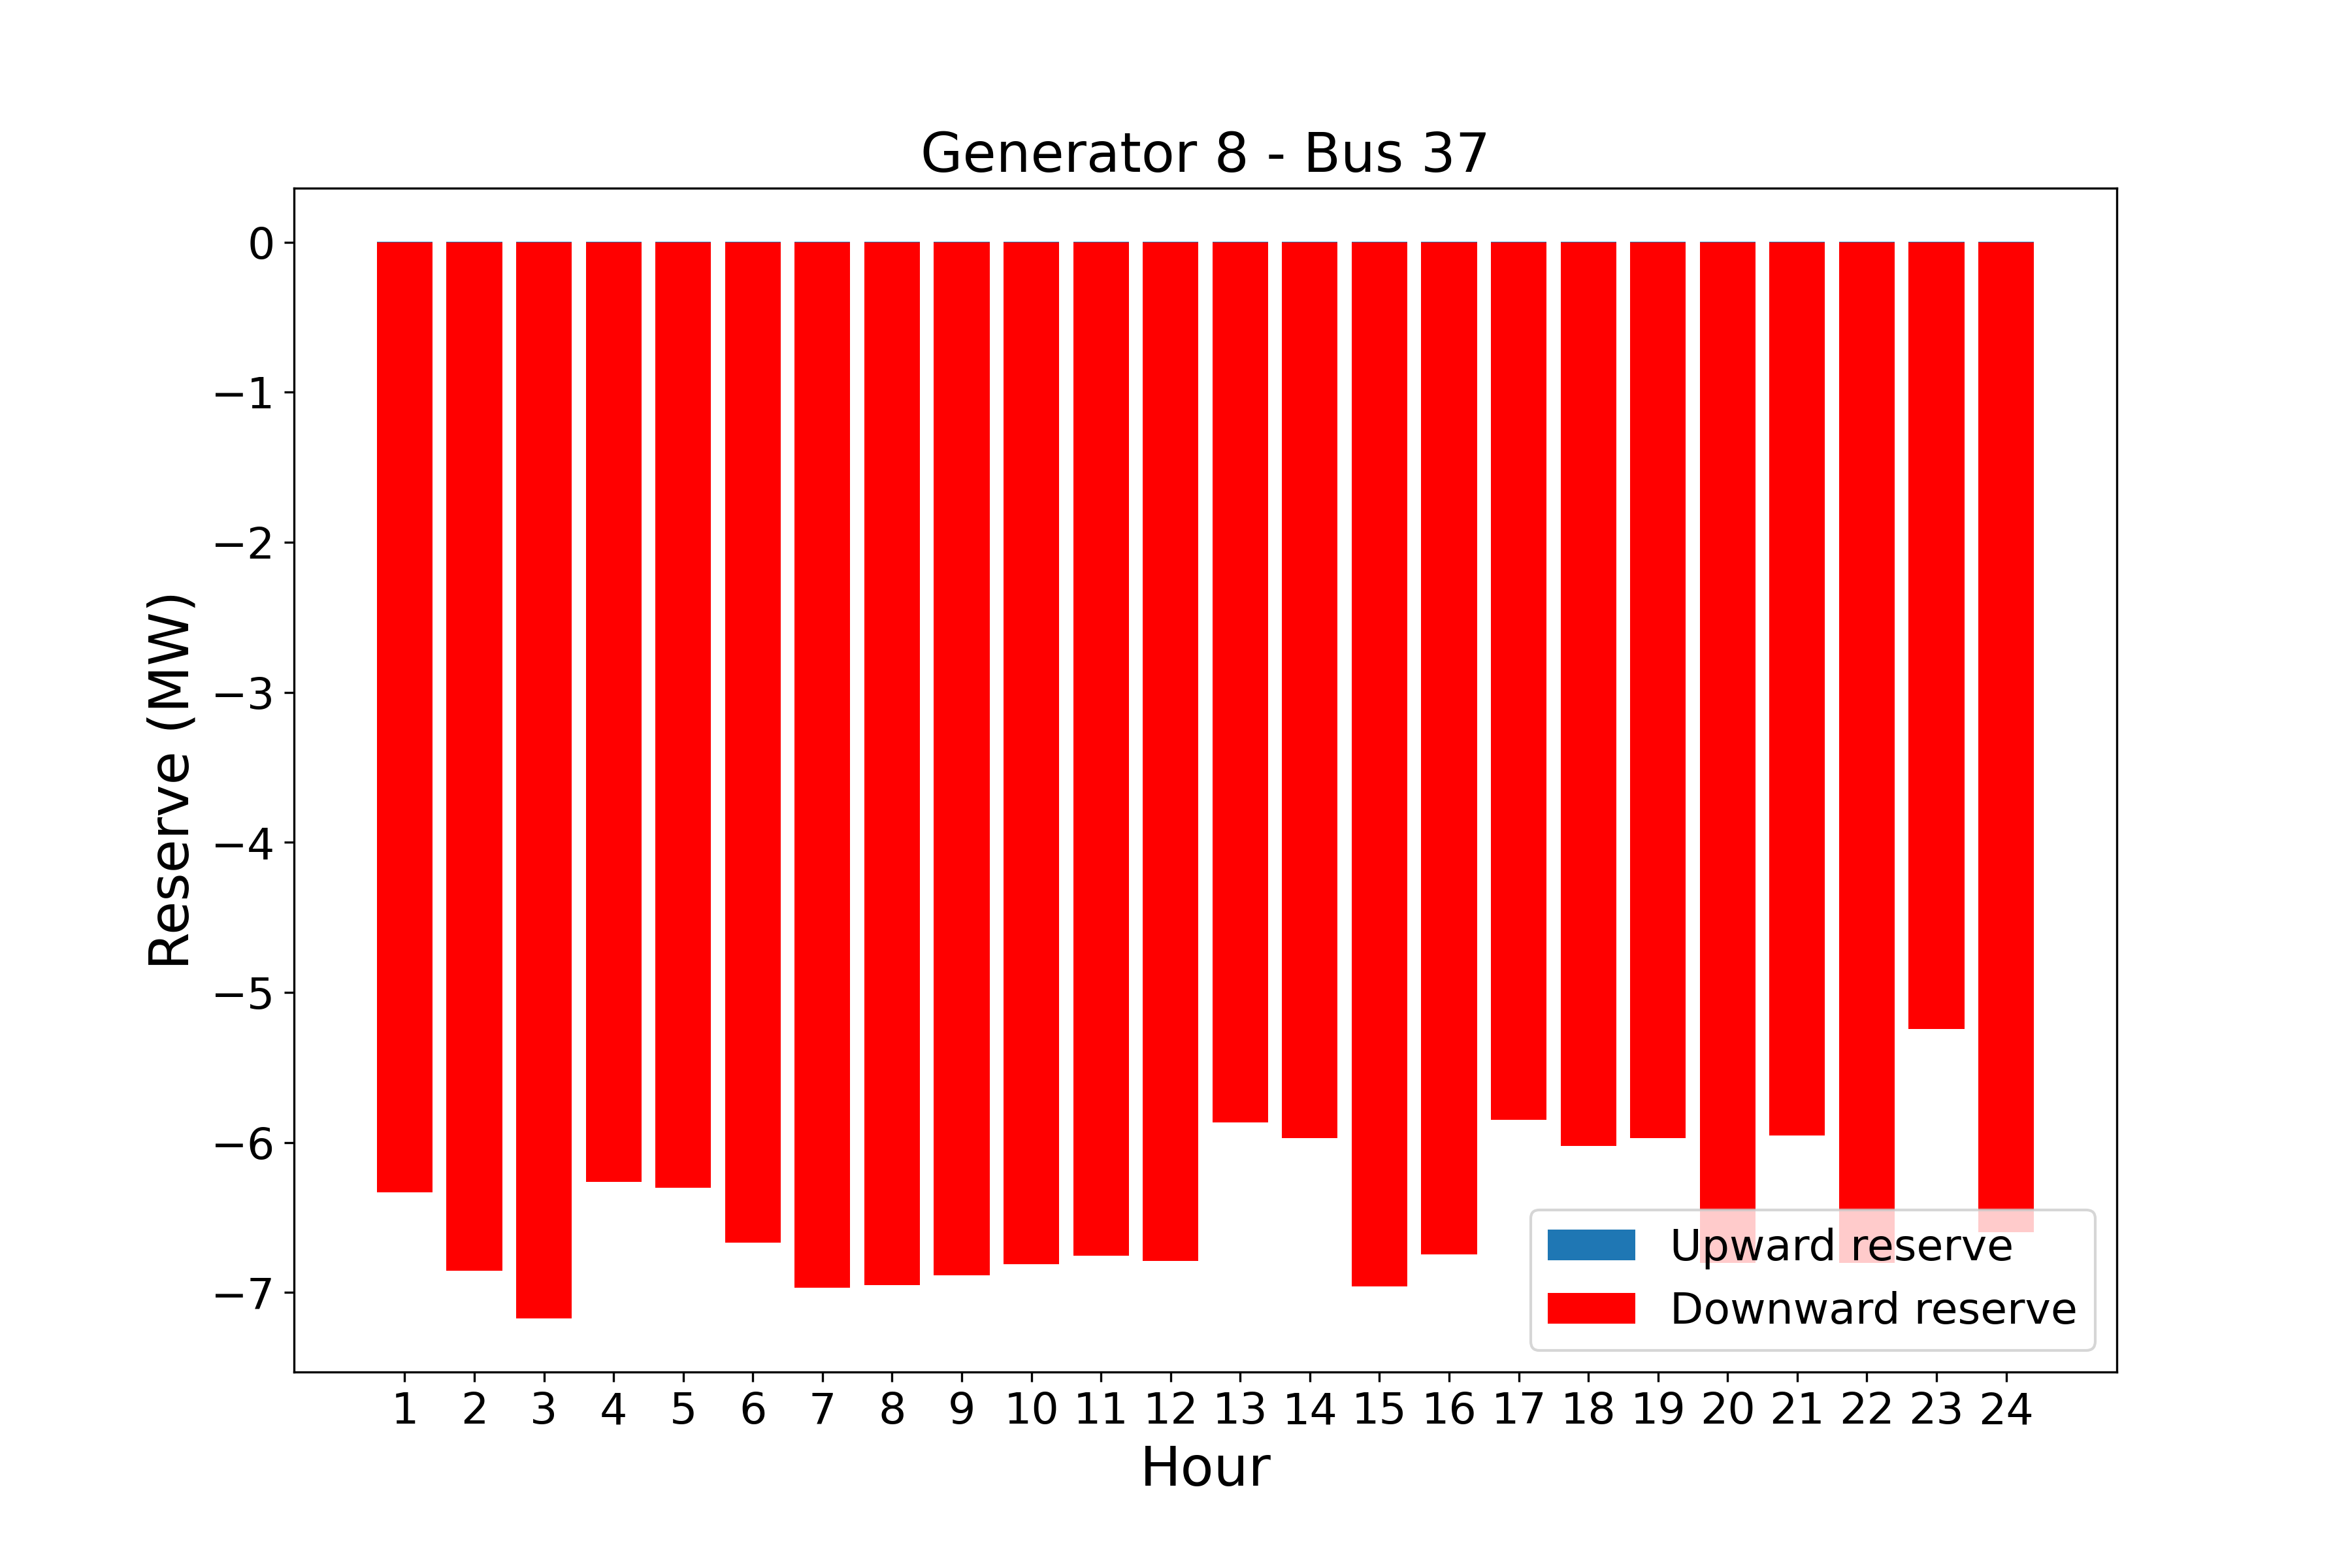 Generator 8 - Bus 37
Reserve (MW)
0
−1
−2
−3
−4
−5
−6
−7
Upward reserve
Downward reserve
1 2 3 4 5 6 7 8 9 10 11 12 13 14 15 16 17 18 19 20 21 22 23 24
Hour